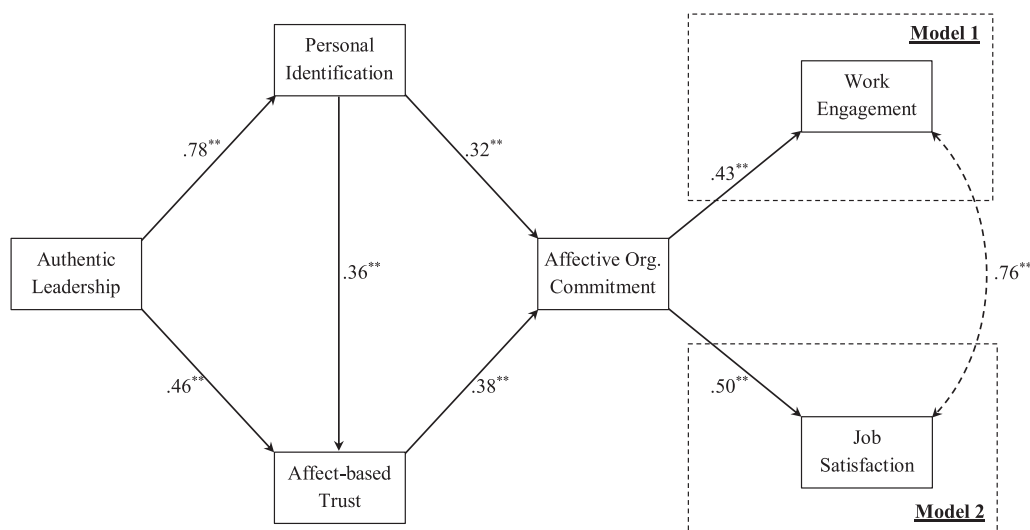 Personal
Identification
Model 1
Work
Engagement
.78**
.32**
.43**
Authentic
Leadership
.36**
Affective Org.
Commitment
.76**
.46**
.38**
.50**
Affect-based
Trust
Job
Satisfaction
Model 2